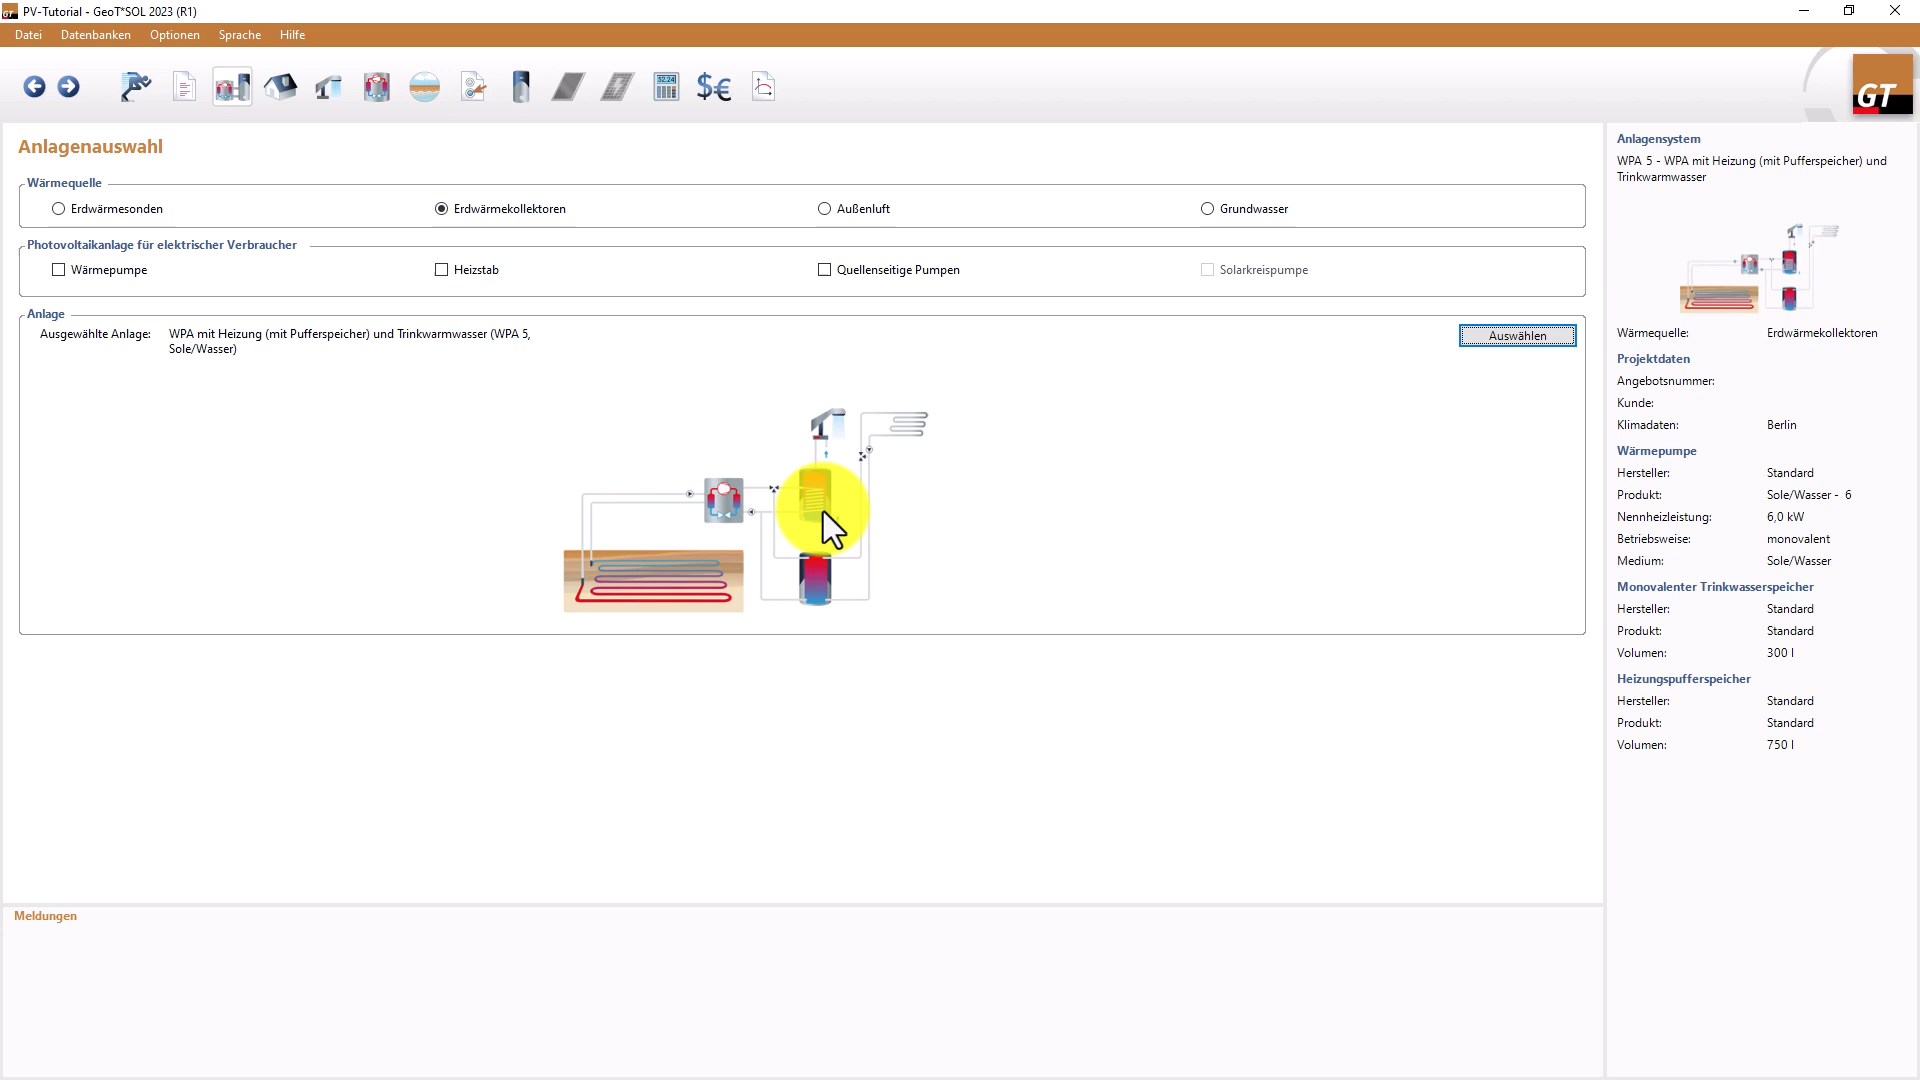 PV-Tutorial - GeoT*SOL 2023 (R1)
Datei Datenbanken Optionen Sprache Hilfe
52,24
$€
GT
Anlagenauswahl
Wärmequelle
Erdwärmesonden Erdwärmekollektoren Außenluft Grundwasser
Photovoltaikanlage für elektrischer Verbraucher
Wärmepumpe Heizstab Quellenseitige Pumpen Solarkreispumpe
Anlage
Ausgewählte Anlage: WPA mit Heizung (mit Pufferspeicher) und Trinkwarmwasser (WPA 5,
Sole/Wasser)
Auswählen
Meldungen
Anlagensystem
WPA 5 - WPA mit Heizung (mit Pufferspeicher) und
Trinkwarmwasser
Wärmequelle: Erdwärmekollektoren
Projektdaten
Angebotsnummer:
Kunde:
Klimadaten: Berlin
Wärmepumpe
Hersteller: Standard
Produkt: Sole/Wasser - 6
Nennheizleistung: 6,0 kW
Betriebsweise: monovalent
Medium: Sole/Wasser
Monovalenter Trinkwasserspeicher
Hersteller: Standard
Produkt: Standard
Volumen: 300 l
Heizungspufferspeicher
Hersteller: Standard
Produkt: Standard
Volumen: 750 l